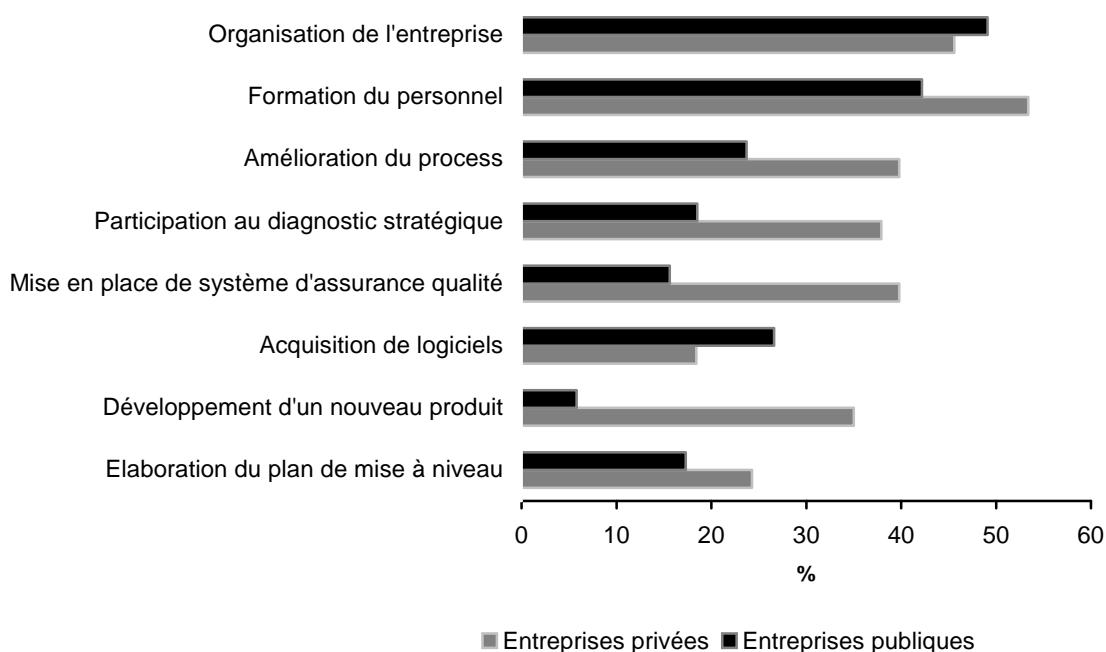 Organisation de l'entreprise
Formation du personnel
Amélioration du process
Participation au diagnostic stratégique
Mise en place de système d'assurance qualité
Acquisition de logiciels
Développement d'un nouveau produit
Elaboration du plan de mise à niveau
0 10 20 30 40 50 60
%
Entreprises privées Entreprises publiques